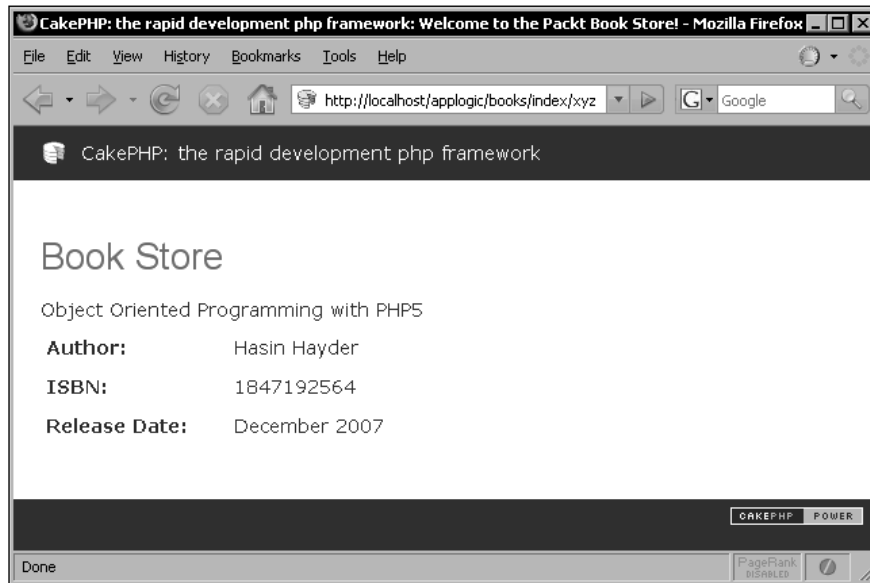 CakePHP: the rapid development php framework: Welcome to the Packt Book Store! - Mozilla Firefox
File Edit View History Bookmarks Tools Help
http://localhost/applogic/books/index/xyz G Google
CakePHP: the rapid development php framework
Book Store
Object Oriented Programming with PHP5
Author: Hasin Hayder
ISBN: 1847192564
Release Date: December 2007
CAKEPHP POWER
Done PageRank
DISABLED